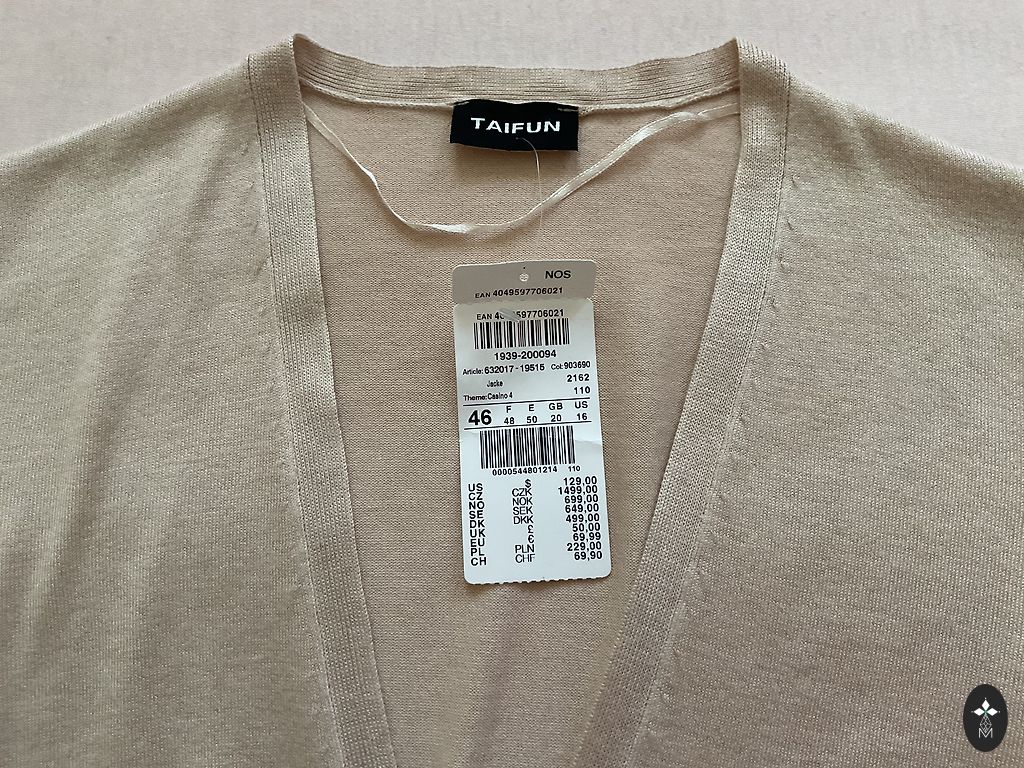 TAIFUN
NOS
EAN 4049597706021
EAN 4049597706021
1939-200094
Article: 632017-19515 Col: 903690
Jacke 2162
Theme: Casino 4 110
46 F E GB US
48 50 20 16
0000544801214 110
US $ 129,00
CZ CZK 1499,00
NO NOK 699,00
SE SEK 649,00
DK DKK 499,00
UK £ 50,00
EU € 69,99
PL PLN 229,00
CH CHF 69,90
M